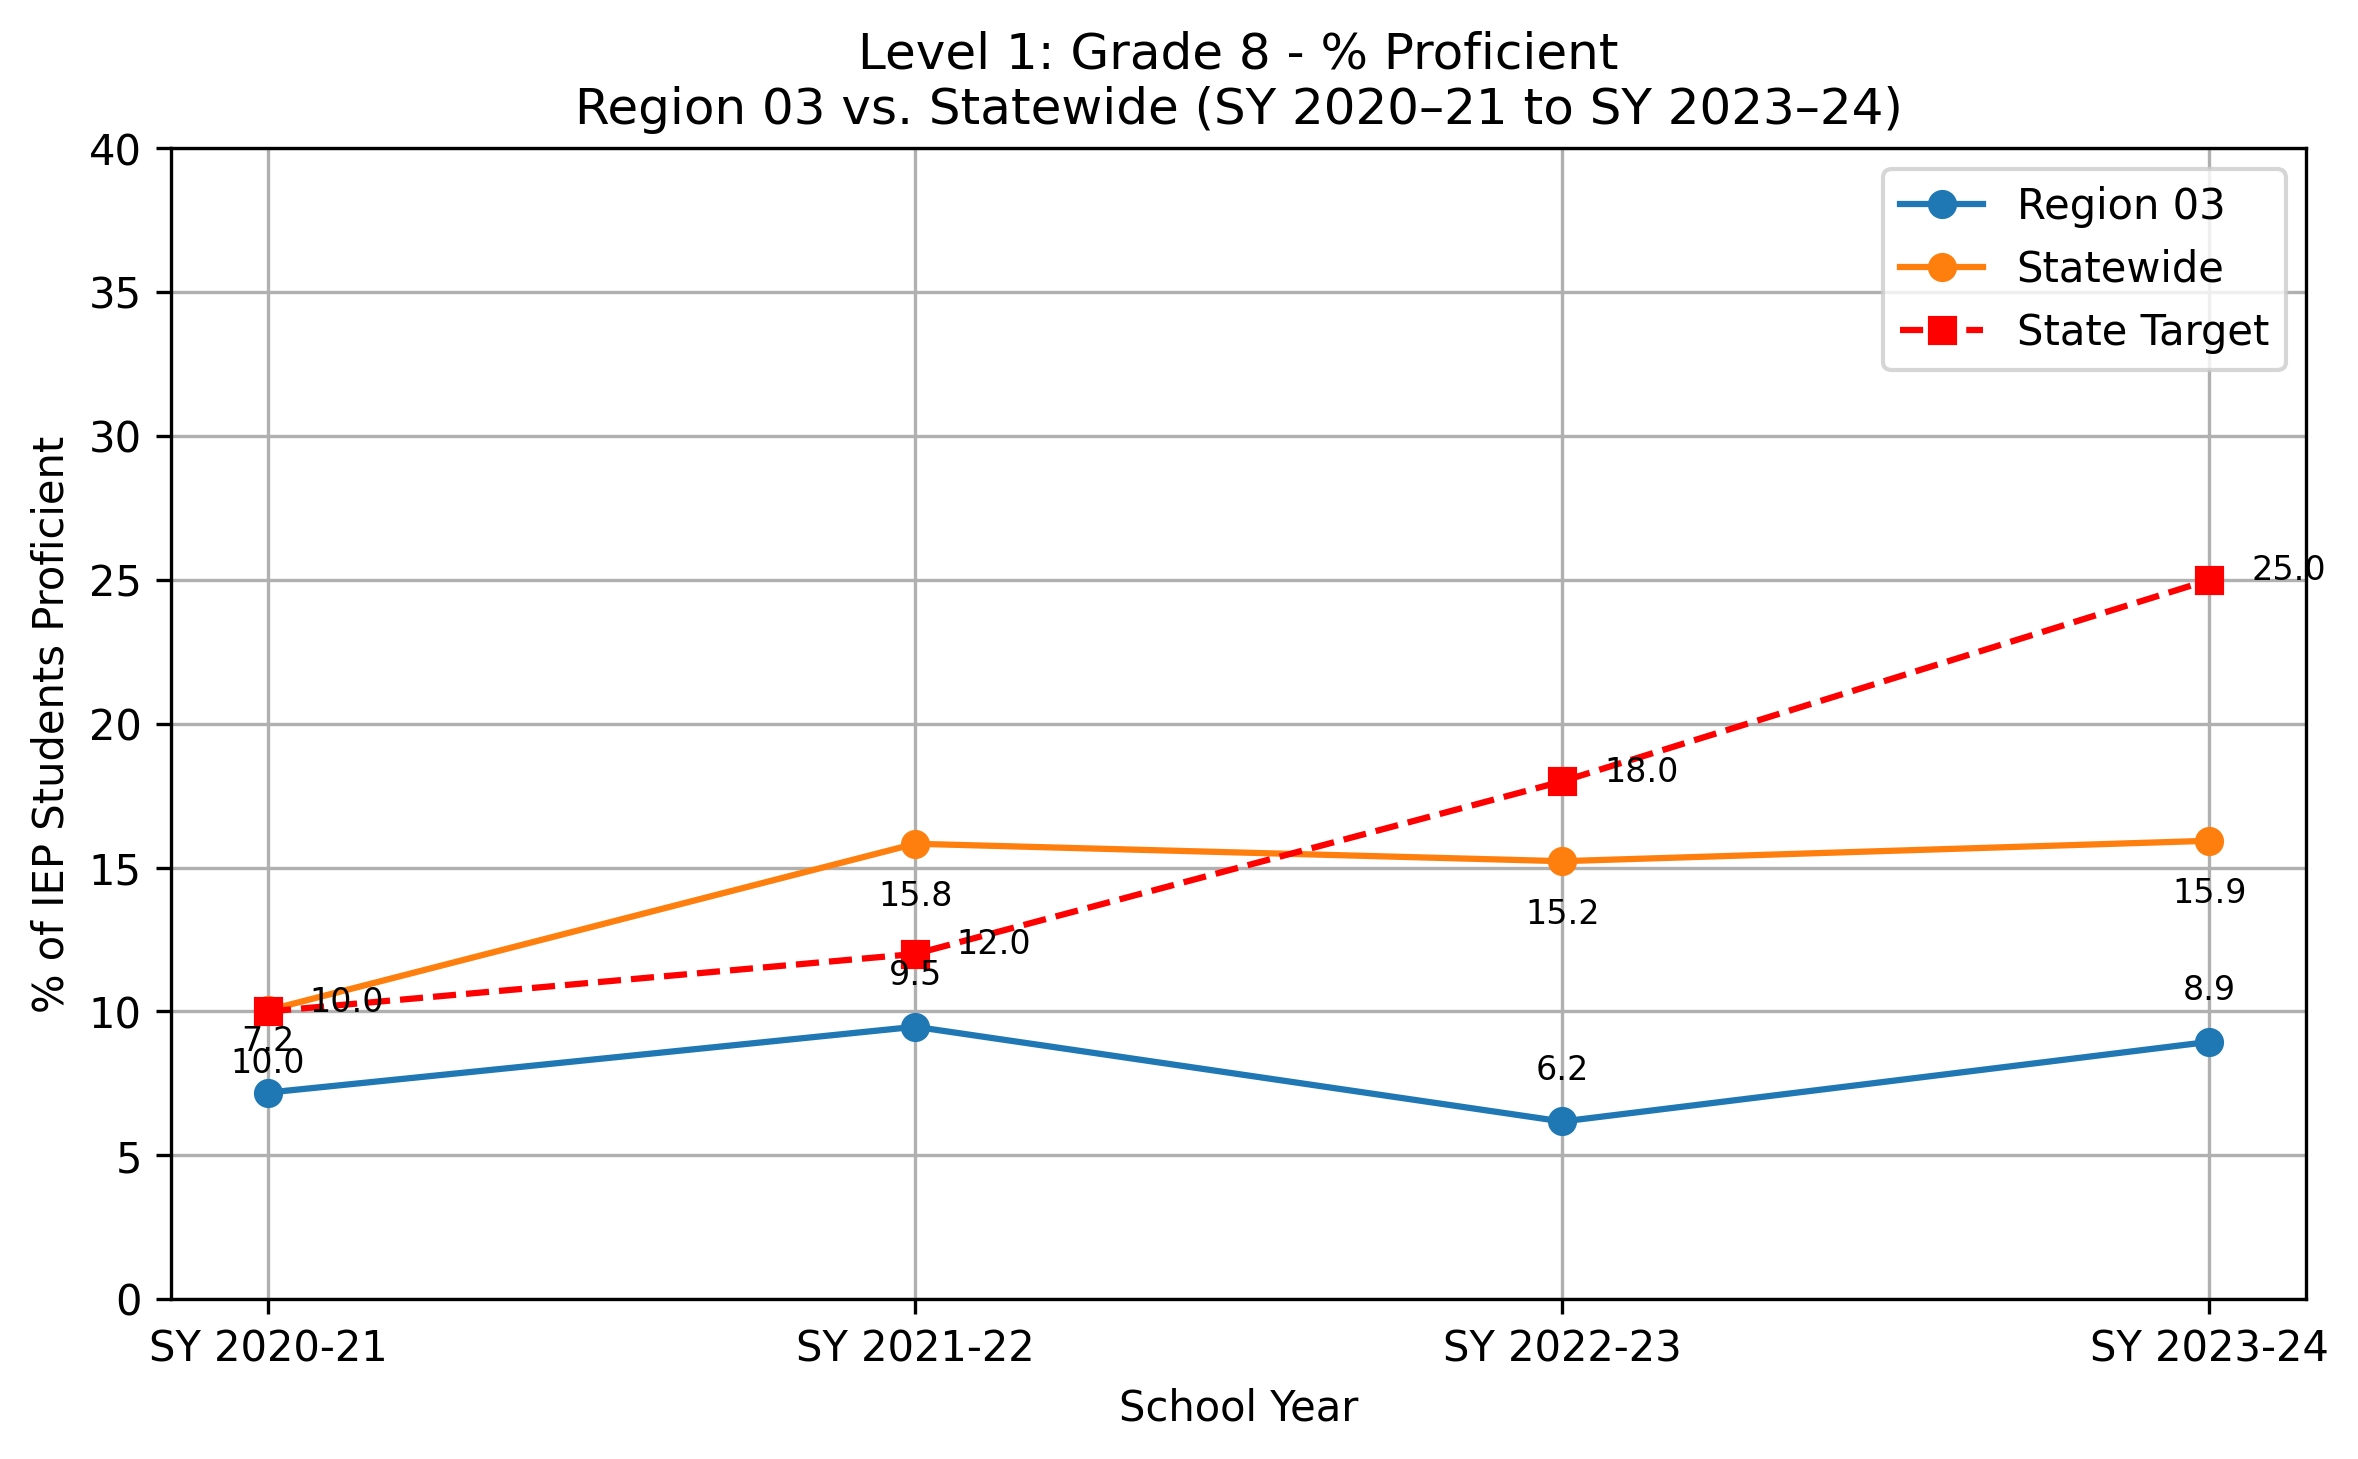 Level 1: Grade 8 - % Proficient
Region 03 vs. Statewide (SY 2020–21 to SY 2023–24)
% of IEP Students Proficient
40
35
30
25
20
15
10
5
0
Region 03
Statewide
State Target
25.0
18.0
15.8
15.2
15.9
12.0
9.5
10.0
7.2
10.0
6.2
8.9
SY 2020-21
SY 2021-22
SY 2022-23
SY 2023-24
School Year